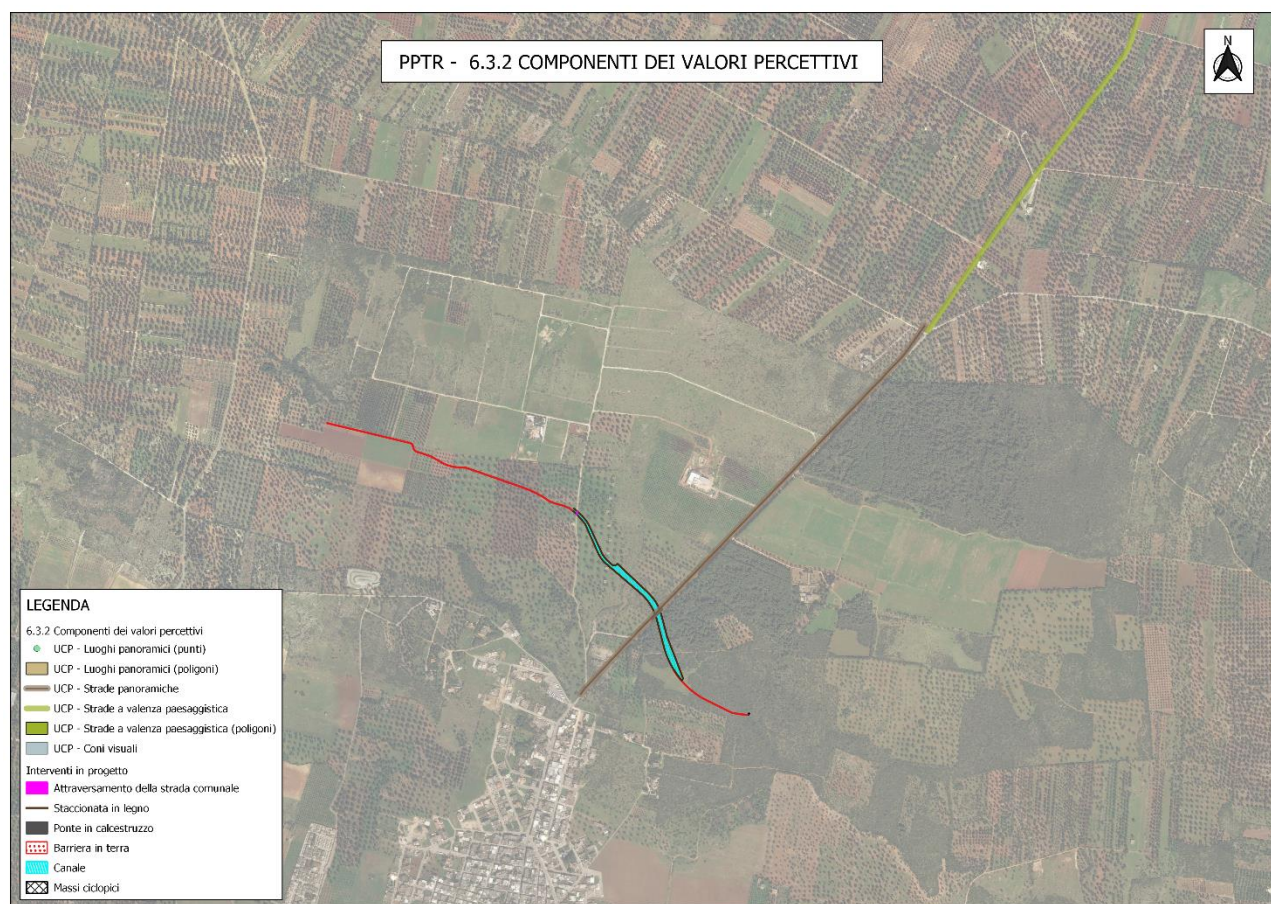 PPTR - 6.3.2 COMPONENTI DEI VALORI PERCETTIVI
N
LEGENDA
6.3.2 Componenti dei valori percettivi
UCP - Luoghi panoramici (punti)
UCP - Luoghi panoramici (poligoni)
UCP - Strade panoramiche
UCP - Strade a valenza paesaggistica
UCP - Strade a valenza paesaggistica (poligoni)
UCP - Coni visuali
Interventi in progetto
Attraversamento della strada comunale
Staccionata in legno
Ponte in calcestruzzo
Barriera in terra
Canale
Massi ciclopici